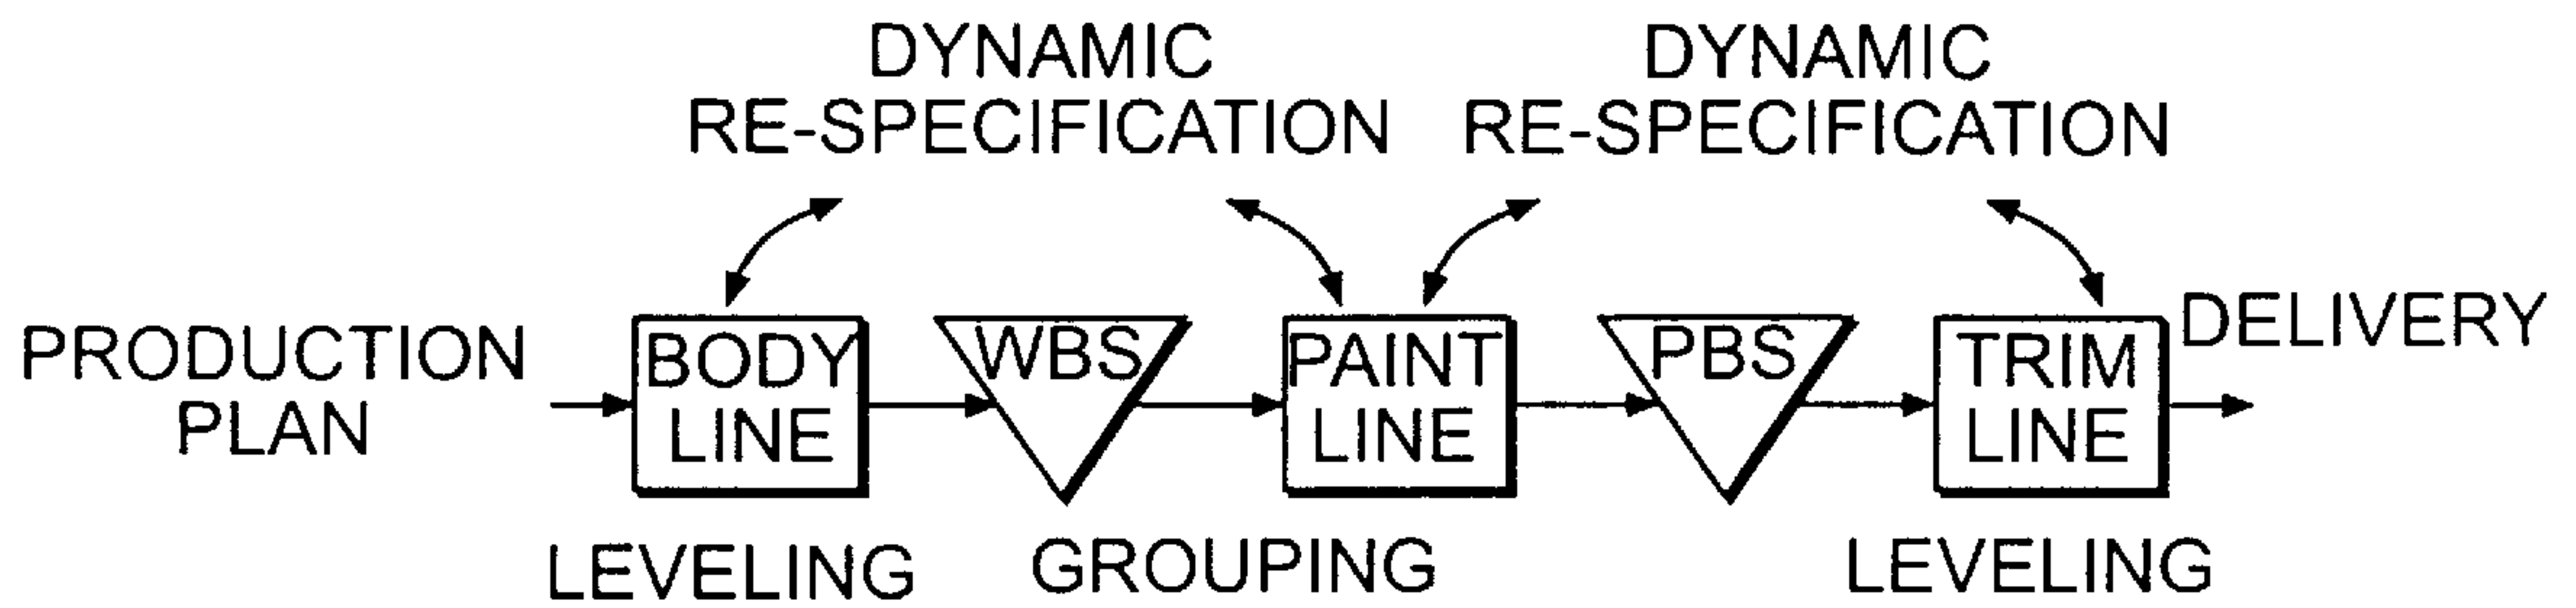 DYNAMIC
RE-SPECIFICATION
DYNAMIC
RE-SPECIFICATION
PRODUCTION
PLAN
BODY
LINE
WBS
PAINT
LINE
PBS
TRIM
LINE
DELIVERY
LEVELING
GROUPING
LEVELING